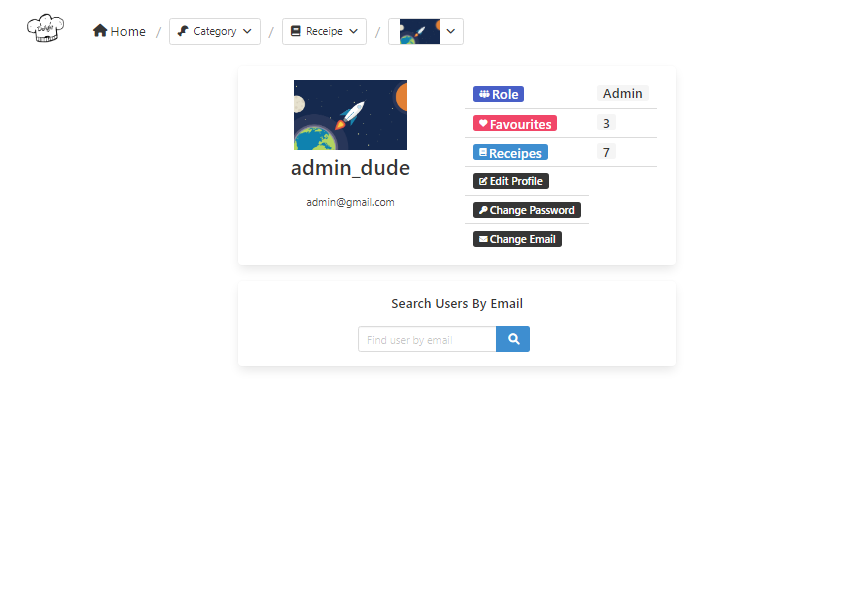 Home / Category / Receipe /
Role Admin
Favourites 3
Receipes 7
Edit Profile
Change Password
Change Email
admin_dude
admin@gmail.com
Search Users By Email
Find user by email